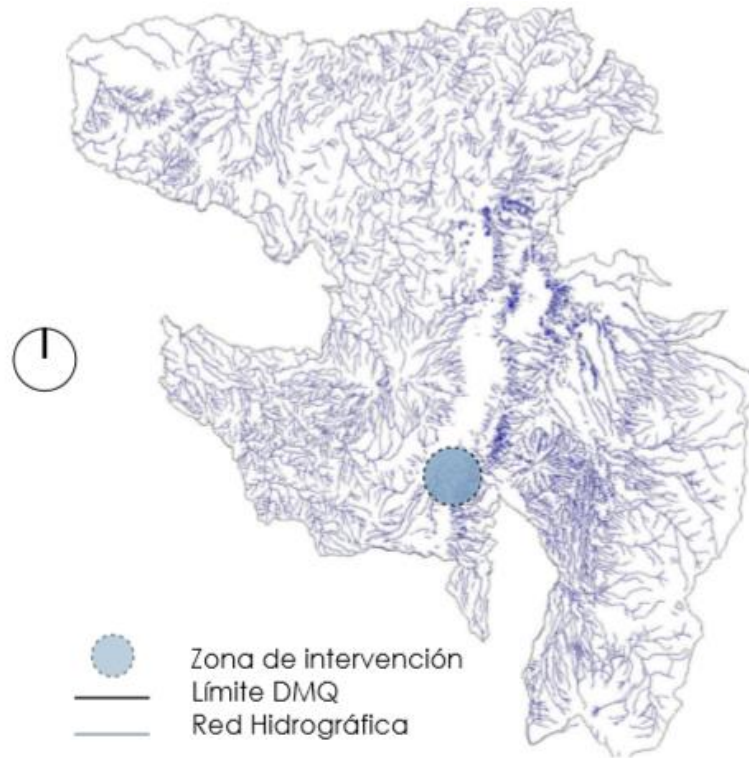 Zona de intervención
Límite DMQ
Red Hidrográfica